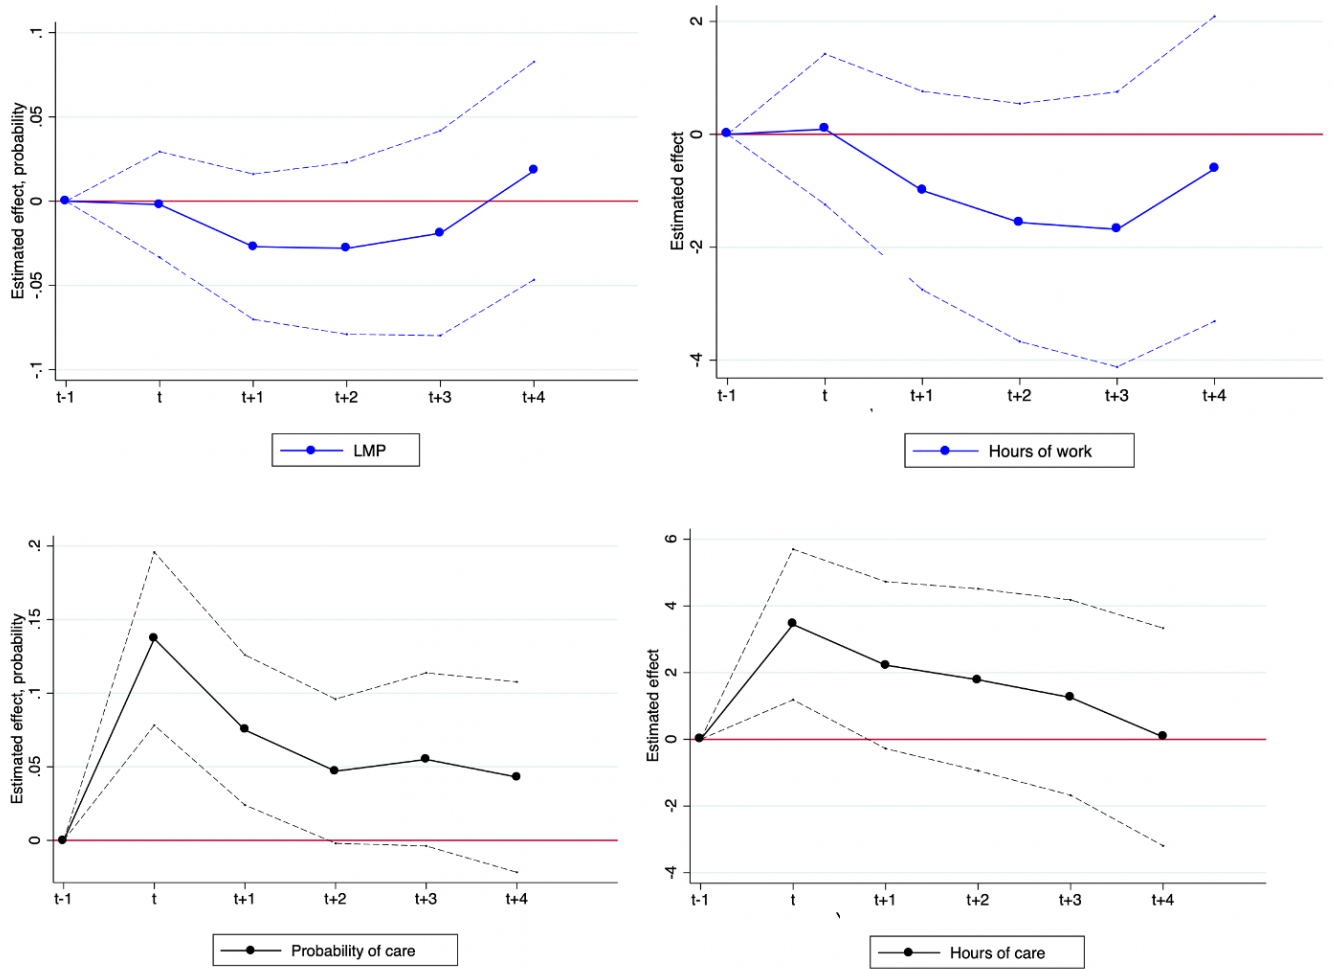 Estimated effect, probability
.1
.05
0
-.05
-.1
t-1 t t+1 t+2 t+3 t+4
LMP
Estimated effect
2
0
-2
-4
t-1 t t+1 t+2 t+3 t+4
Hours of work
Estimated effect, probability
.2
.15
.1
.05
0
t-1 t t+1 t+2 t+3 t+4
Probability of care
Estimated effect
6
4
2
0
-2
-4
t-1 t t+1 t+2 t+3 t+4
Hours of care